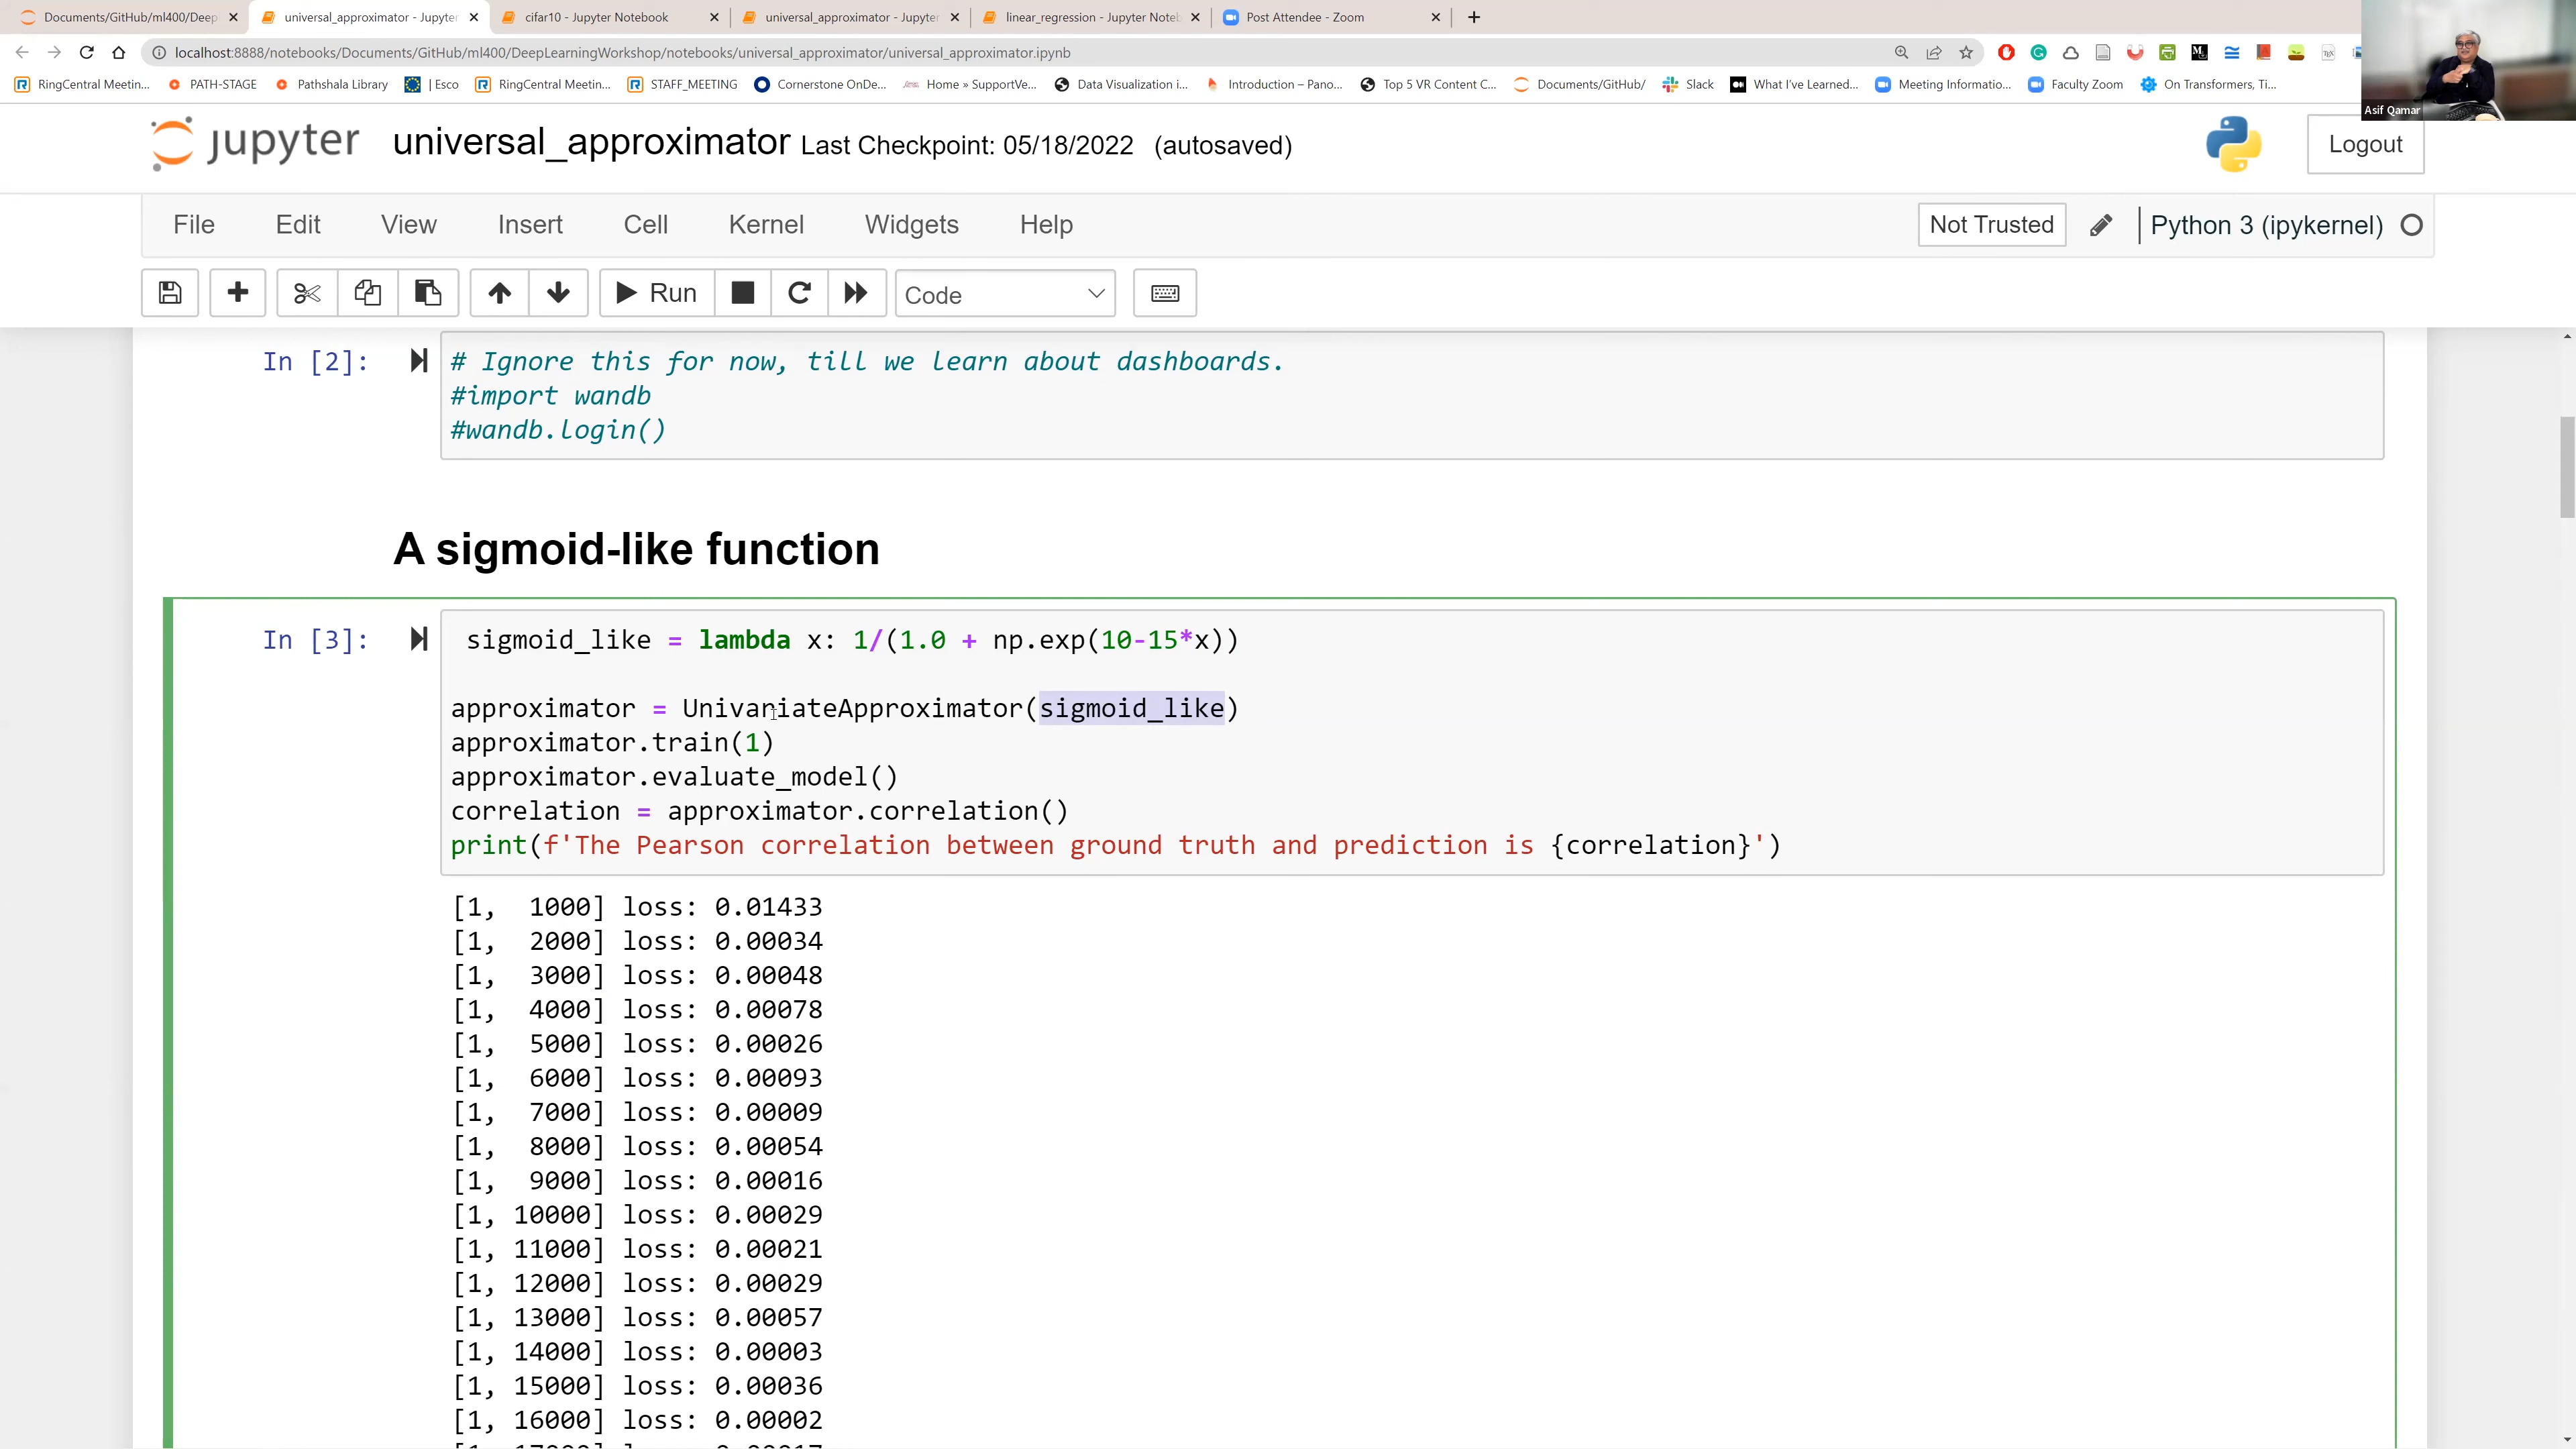 Documents/GitHub/ml400/Deep
universal_approximator - Jupyter
cifar10 - Jupyter Notebook
universal_approximator - Jupyter
linear_regression - Jupyter Noteb
Post Attendee - Zoom
localhost:8888/notebooks/Documents/GitHub/ml400/DeepLearningWorkshop/notebooks/universal_approximator/universal_approximator.ipynb
RingCentral Meetin...
PATH-STAGE
Pathshala Library
| Esco
RingCentral Meetin...
STAFF_MEETING
Cornerstone OnDe...
Home » SupportVe...
Data Visualization i...
Introduction – Pano...
Top 5 VR Content C...
Documents/GitHub/
Slack
What I've Learned...
Meeting Informatio...
Faculty Zoom
On Transformers, Ti...
Asif Qamar
jupyter universal_approximator Last Checkpoint: 05/18/2022 (autosaved)
Logout
File Edit View Insert Cell Kernel Widgets Help
Not Trusted
Python 3 (ipykernel)
Run
Code
In [2]:
# Ignore this for now, till we learn about dashboards.
#import wandb
#wandb.login()
A sigmoid-like function
In [3]:
sigmoid_like = lambda x: 1/(1.0 + np.exp(10-15*x))
approximator = UnivariateApproximator(sigmoid_like)
approximator.train(1)
approximator.evaluate_model()
correlation = approximator.correlation()
print(f'The Pearson correlation between ground truth and prediction is {correlation}')
[1,  1000] loss: 0.01433
[1,  2000] loss: 0.00034
[1,  3000] loss: 0.00048
[1,  4000] loss: 0.00078
[1,  5000] loss: 0.00026
[1,  6000] loss: 0.00093
[1,  7000] loss: 0.00009
[1,  8000] loss: 0.00054
[1,  9000] loss: 0.00016
[1, 10000] loss: 0.00029
[1, 11000] loss: 0.00021
[1, 12000] loss: 0.00029
[1, 13000] loss: 0.00057
[1, 14000] loss: 0.00003
[1, 15000] loss: 0.00036
[1, 16000] loss: 0.00002